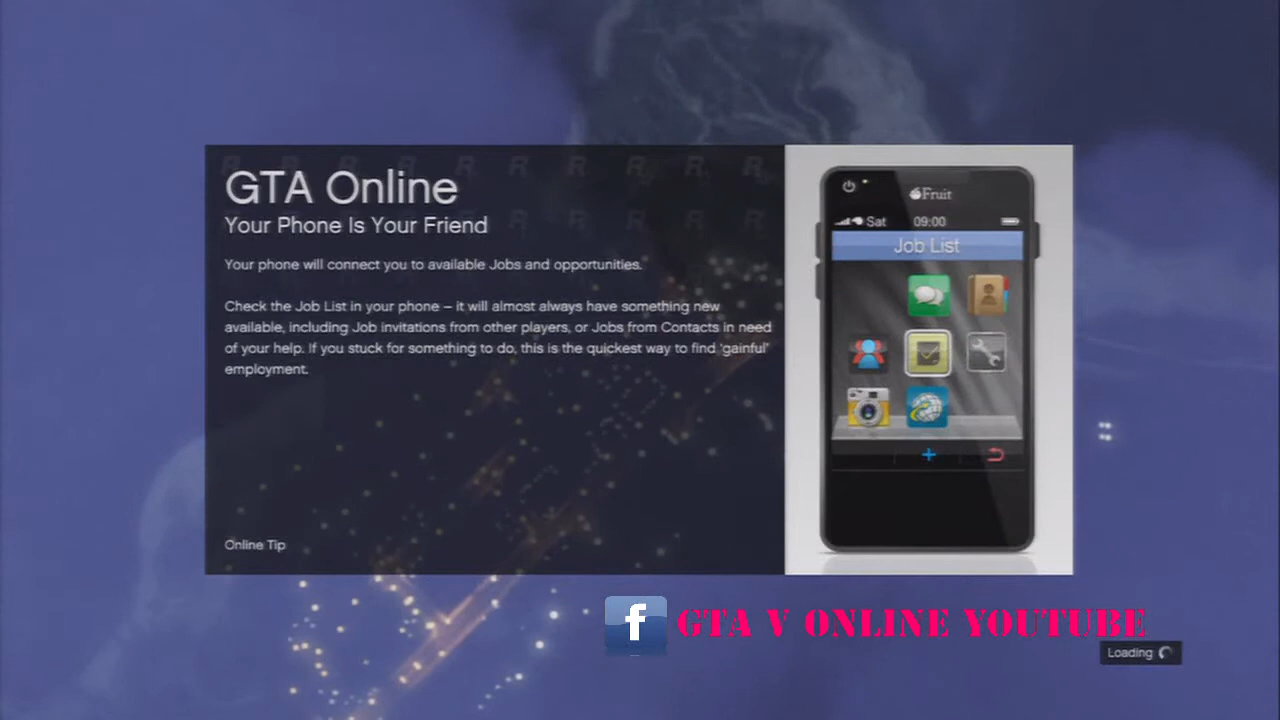 GTA Online
Your Phone Is Your Friend
Your phone will connect you to available Jobs and opportunities.
Check the Job List in your phone – it will almost always have something new
available, including Job invitations from other players, or Jobs from Contacts in need
of your help. If you stuck for something to do, this is the quickest way to find 'gainful'
employment.
Online Tip
Fruit
Sat 09:00
Job List
f GTA V ONLINE YOUTUBE
Loading